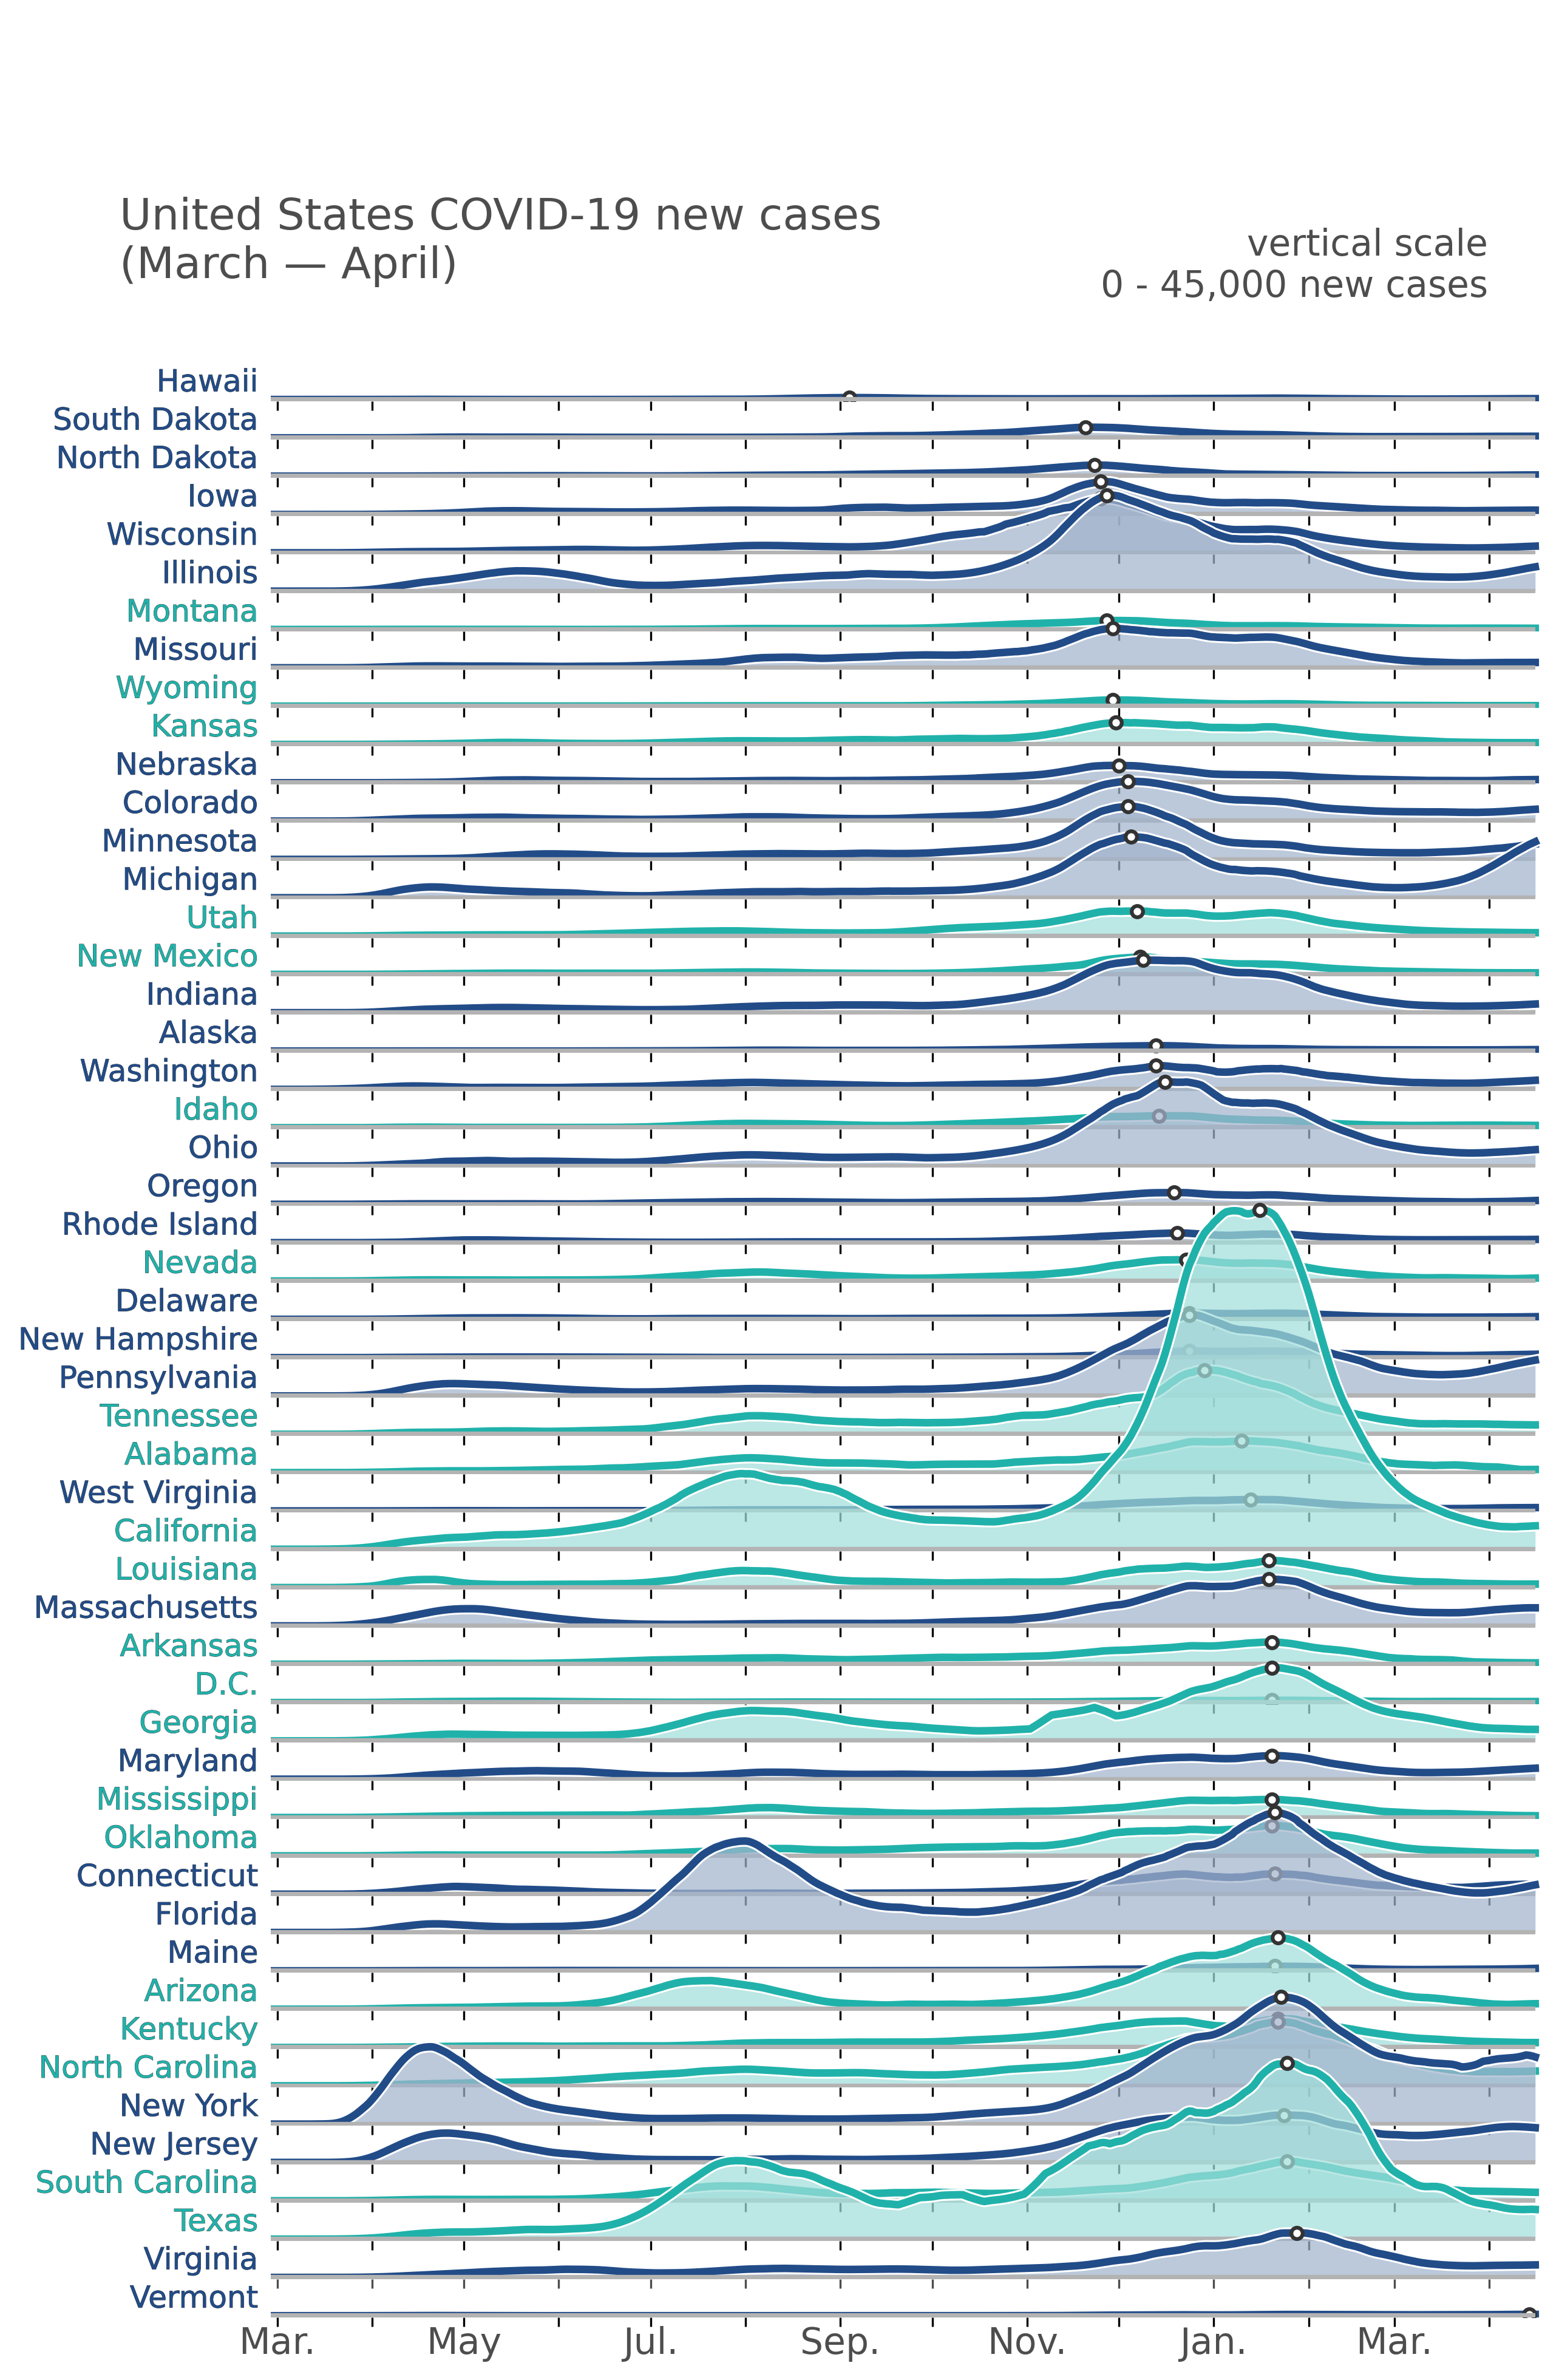 United States COVID-19 new cases
(March — April)
vertical scale
0 - 45,000 new cases
Hawaii
South Dakota
North Dakota
Iowa
Wisconsin
Illinois
Montana
Missouri
Wyoming
Kansas
Nebraska
Colorado
Minnesota
Michigan
Utah
New Mexico
Indiana
Alaska
Washington
Idaho
Ohio
Oregon
Rhode Island
Nevada
Delaware
New Hampshire
Pennsylvania
Tennessee
Alabama
West Virginia
California
Louisiana
Massachusetts
Arkansas
D.C.
Georgia
Maryland
Mississippi
Oklahoma
Connecticut
Florida
Maine
Arizona
Kentucky
North Carolina
New York
New Jersey
South Carolina
Texas
Virginia
Vermont
Mar. May Jul. Sep. Nov. Jan. Mar.